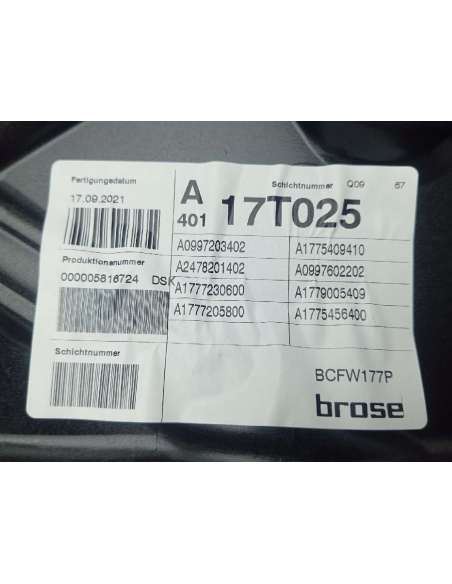 Fertigungsdatum
17.09.2021
Produktionsnummer
000005816724 DSK
Schichtnummer
A
401
Schichtnummer Q09 67
17T025
A0997203402 A1775409410
A2478201402 A0997602202
A1777230600 A1779005409
A1777205800 A1775456400
BCFW177P
brose